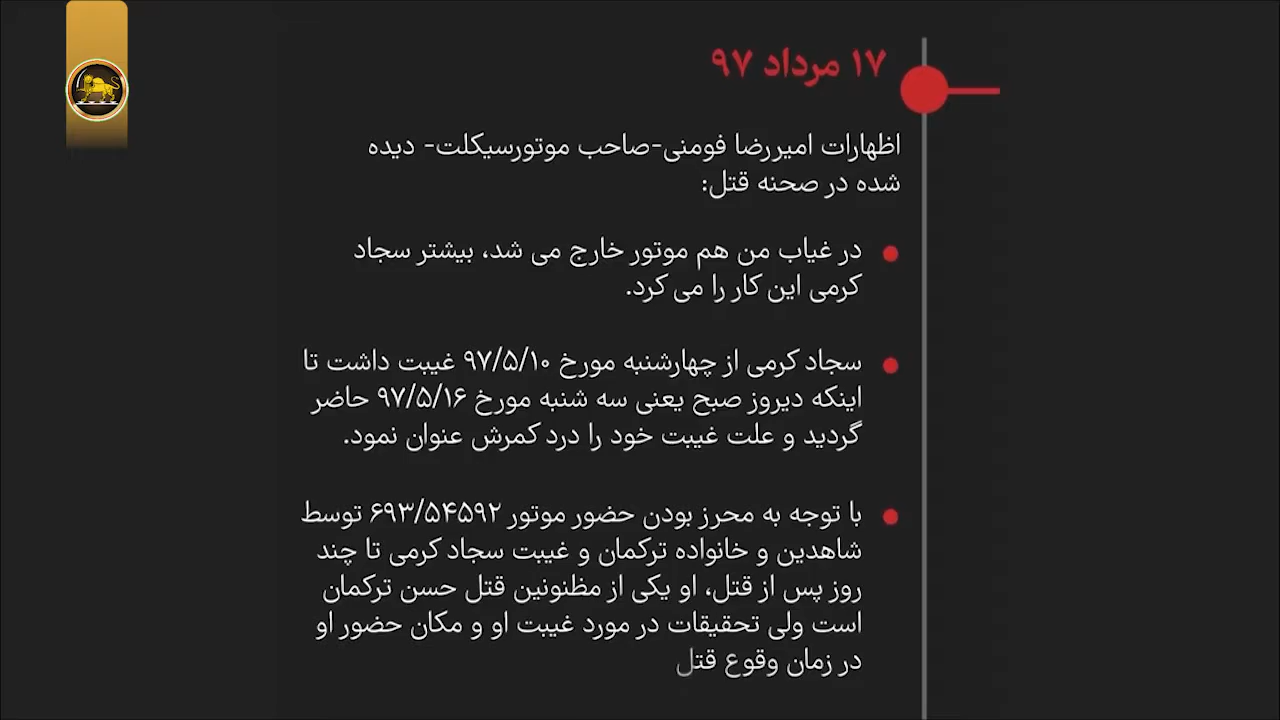 ۱۷ مرداد ۹۷
اظهارات امیررضا فومنی-صاحب موتورسیکلت- دیده
شده در صحنه قتل:
در غیاب من هم موتور خارج می شد، بیشتر سجاد
کرمی این کار را می کرد.
سجاد کرمی از چهارشنبه مورخ ۹۷/۵/۱۰ غیبت داشت تا
اینکه دیروز صبح یعنی سه شنبه مورخ ۹۷/۵/۱۶ حاضر
گردید و علت غیبت خود را درد کمرش عنوان نمود.
با توجه به محرز بودن حضور موتور ۶۹۳/۵۴۵۹۲ توسط
شاهدین و خانواده ترکمان و غیبت سجاد کرمی تا چند
روز پس از قتل، او یکی از مظنونین قتل حسن ترکمان
است ولی تحقیقات در مورد غیبت او و مکان حضور او
در زمان وقوع قتل